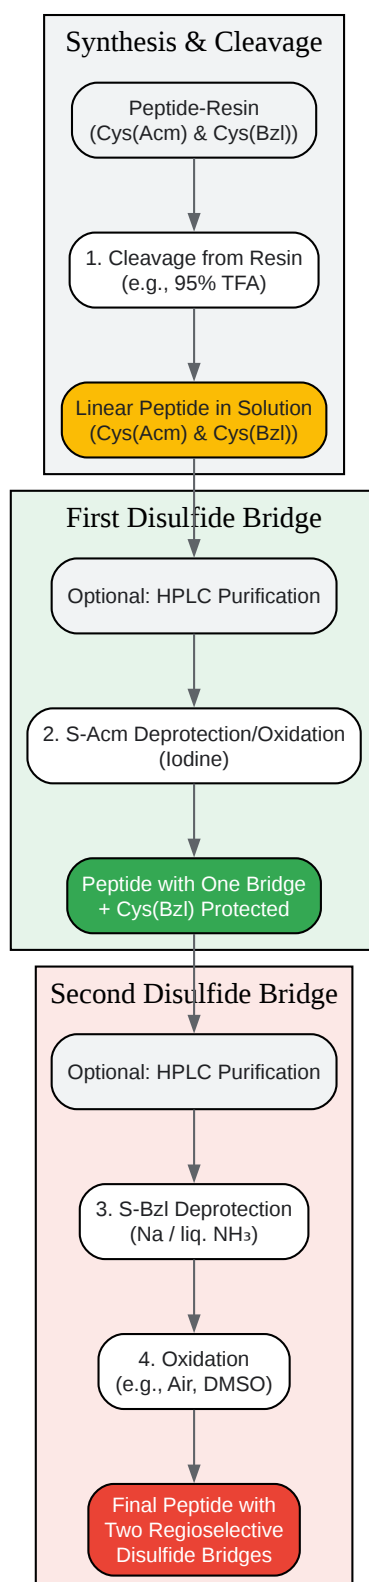 Synthesis & Cleavage
Peptide-Resin
(Cys(Acm) & Cys(Bzl))
1. Cleavage from Resin
(e.g., 95% TFA)
Linear Peptide in Solution
(Cys(Acm) & Cys(Bzl))
First Disulfide Bridge
Optional: HPLC Purification
2. S-Acm Deprotection/Oxidation
(Iodine)
Peptide with One Bridge
+ Cys(Bzl) Protected
Second Disulfide Bridge
Optional: HPLC Purification
3. S-Bzl Deprotection
(Na / liq. NH₃)
4. Oxidation
(e.g., Air, DMSO)
Final Peptide with
Two Regioselective
Disulfide Bridges